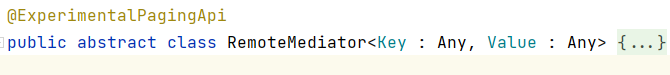 @ExperimentalPagingApi
public abstract class RemoteMediator<Key : Any, Value : Any> {...}